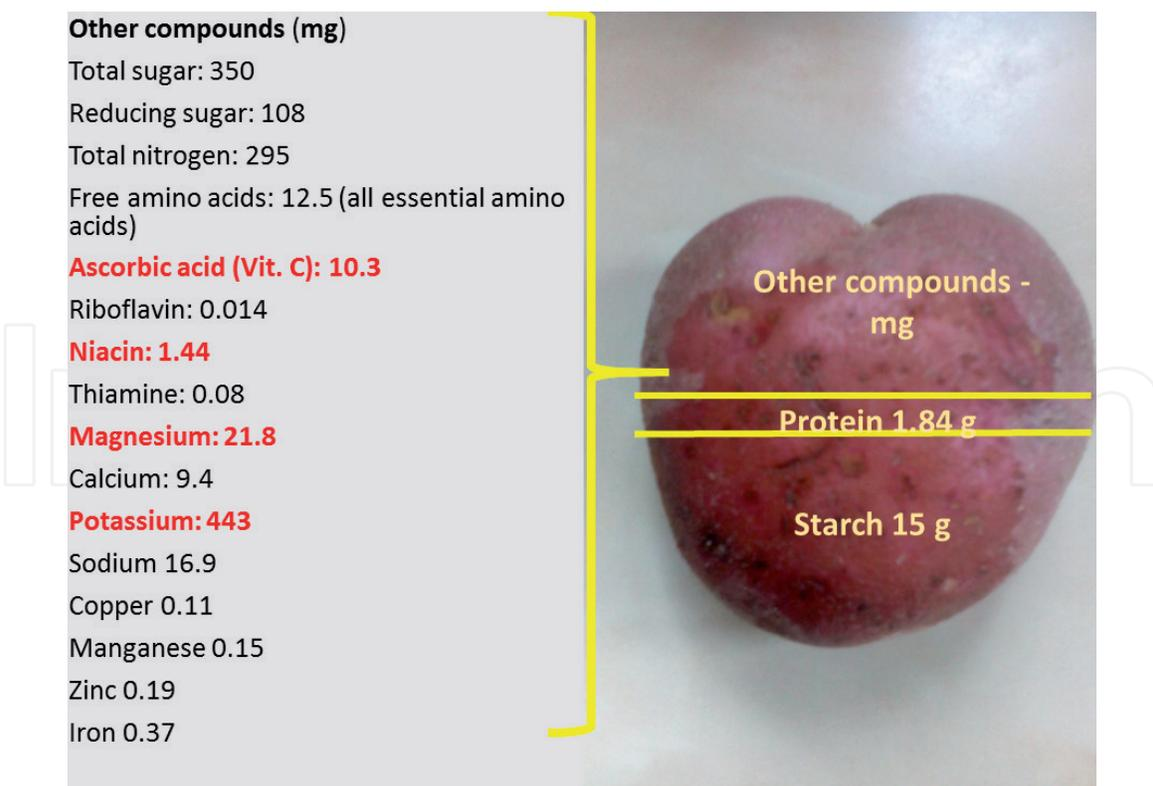 Other compounds (mg)
Total sugar: 350
Reducing sugar: 108
Total nitrogen: 295
Free amino acids: 12.5 (all essential amino
acids)
Ascorbic acid (Vit. C): 10.3
Riboflavin: 0.014
Niacin: 1.44
Thiamine: 0.08
Magnesium: 21.8
Calcium: 9.4
Potassium: 443
Sodium 16.9
Copper 0.11
Manganese 0.15
Zinc 0.19
Iron 0.37
Other compounds -
mg
Protein 1.84 g
Starch 15 g